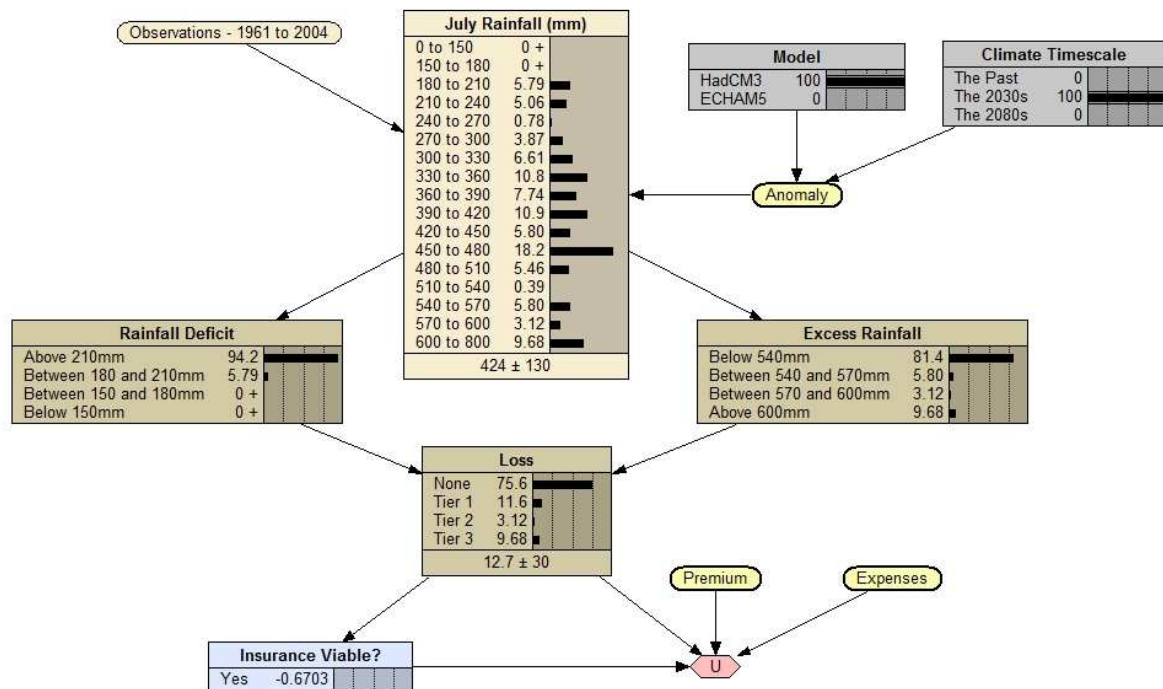 Observations - 1961 to 2004
July Rainfall (mm)
0 to 150 0 +
150 to 180 0 +
180 to 210 5.79
210 to 240 5.06
240 to 270 0.78
270 to 300 3.87
300 to 330 6.61
330 to 360 10.8
360 to 390 7.74
390 to 420 10.9
420 to 450 5.80
450 to 480 18.2
480 to 510 5.46
510 to 540 0.39
540 to 570 5.80
570 to 600 3.12
600 to 800 9.68
424 ± 130
Model
HadCM3 100
ECHAM5 0
Climate Timescale
The Past 0
The 2030s 100
The 2080s 0
Anomaly
Rainfall Deficit
Above 210mm 94.2
Between 180 and 210mm 5.79
Between 150 and 180mm 0 +
Below 150mm 0 +
Excess Rainfall
Below 540mm 81.4
Between 540 and 570mm 5.80
Between 570 and 600mm 3.12
Above 600mm 9.68
Loss
None 75.6
Tier 1 11.6
Tier 2 3.12
Tier 3 9.68
12.7 ± 30
Premium
Expenses
Insurance Viable?
Yes -0.6703
U